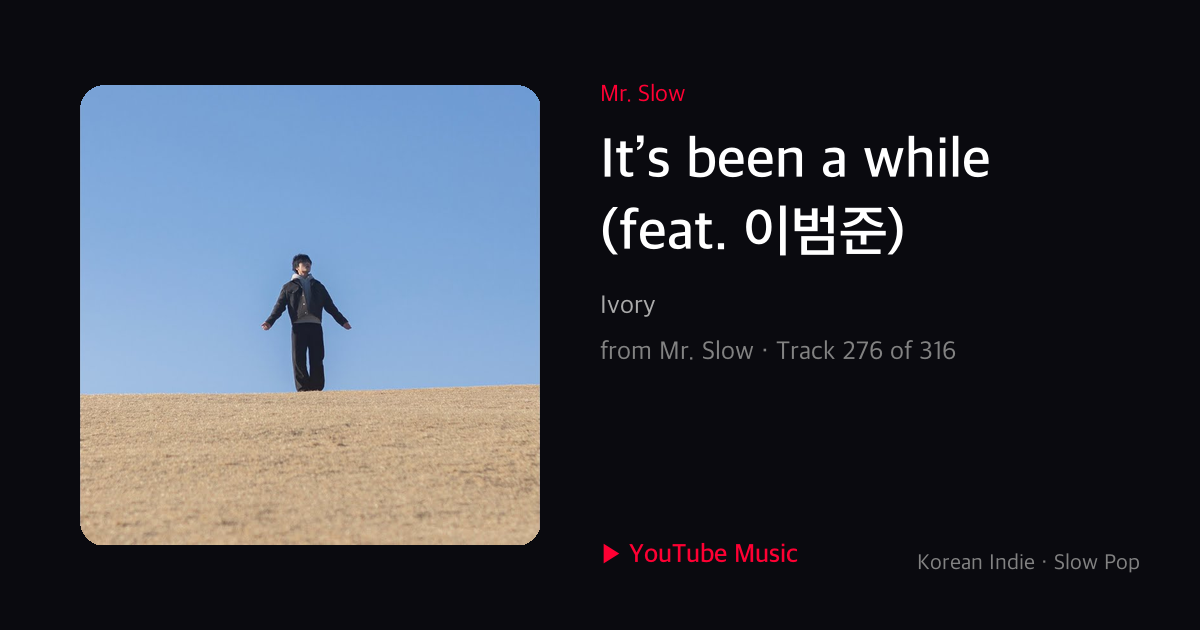 Mr. Slow
It’s been a while
(feat. 이범준)
Ivory
from Mr. Slow · Track 276 of 316
YouTube Music
Korean Indie · Slow Pop